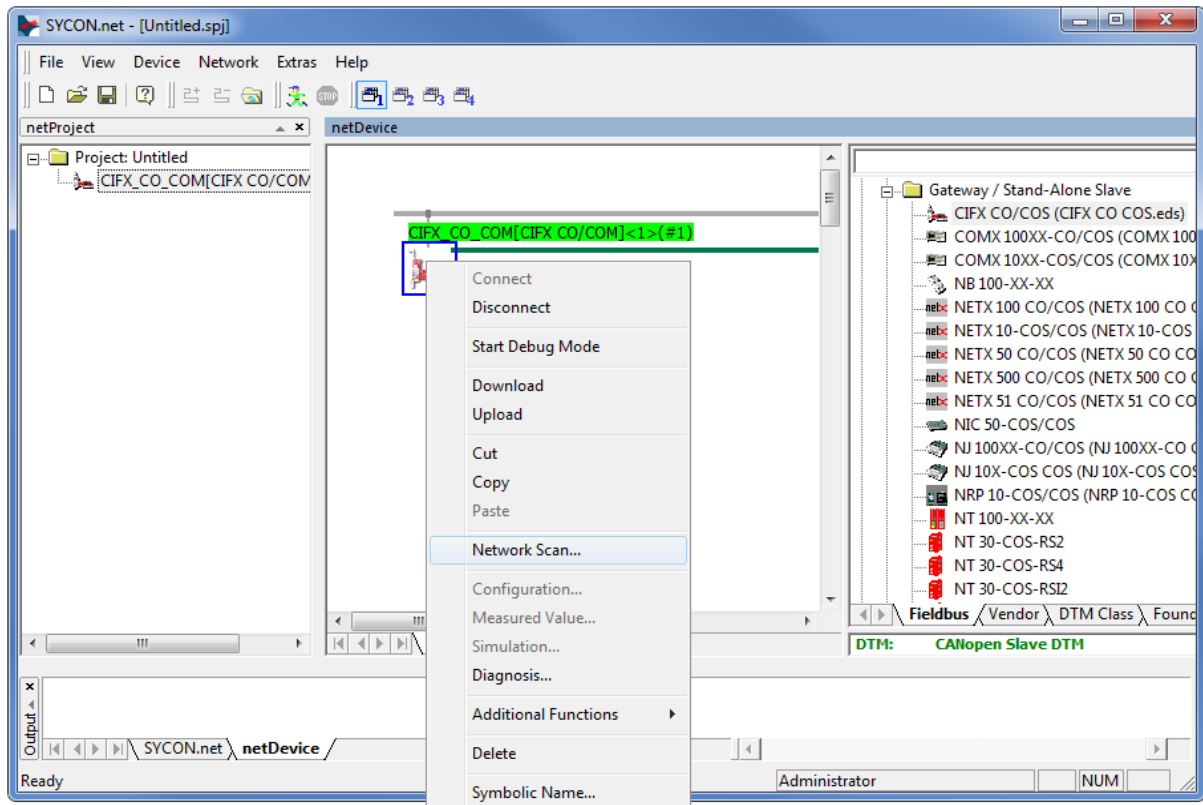 SYCON.net - [Untitled.spj]
File View Device Network Extras Help
netProject
netDevice
Project: Untitled
CIFX_CO_COM[CIFX CO/COM
CIFX_CO_COM[CIFX CO/COM]<1>(#1)
Connect
Disconnect
Start Debug Mode
Download
Upload
Cut
Copy
Paste
Network Scan...
Configuration...
Measured Value...
Simulation...
Diagnosis...
Additional Functions
Delete
Symbolic Name...
Gateway / Stand-Alone Slave
CIFX CO/COS (CIFX CO COS.eds)
COMX 100XX-CO/COS (COMX 100
COMX 10XX-COS/COS (COMX 10X
NB 100-XX-XX
NETX 100 CO/COS (NETX 100 CO
NETX 10-COS/COS (NETX 10-COS
NETX 50 CO/COS (NETX 50 CO CO
NETX 500 CO/COS (NETX 500 CO
NETX 51 CO/COS (NETX 51 CO CO
NIC 50-COS/COS
NJ 100XX-CO/COS (NJ 100XX-CO
NJ 10X-COS COS (NJ 10X-COS COS
NRP 10-COS/COS (NRP 10-COS CO
NT 100-XX-XX
NT 30-COS-RS2
NT 30-COS-RS4
NT 30-COS-RSI2
Fieldbus Vendor DTM Class Found
DTM: CANopen Slave DTM
Output
SYCON.net netDevice
Ready
Administrator
NUM